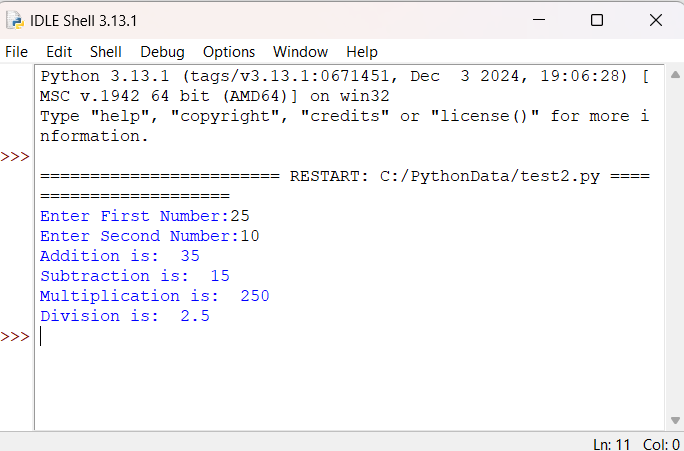 IDLE Shell 3.13.1
File Edit Shell Debug Options Window Help
Python 3.13.1 (tags/v3.13.1:0671451, Dec  3 2024, 19:06:28) [
MSC v.1942 64 bit (AMD64)] on win32
Type "help", "copyright", "credits" or "license()" for more i
nformation.
>>>
======================== RESTART: C:/PythonData/test2.py ====
===================
Enter First Number:25
Enter Second Number:10
Addition is:  35
Subtraction is:  15
Multiplication is:  250
Division is:  2.5
>>>
Ln: 11 Col: 0